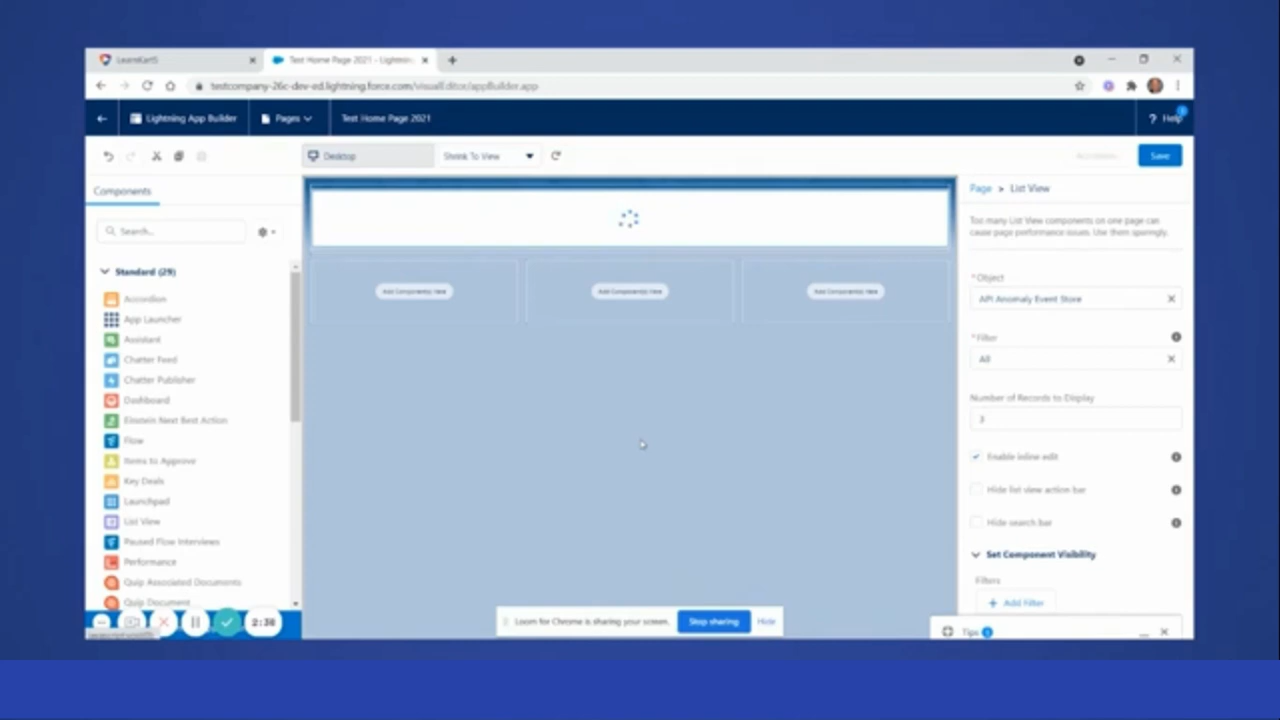 LearnKarts
Test Home Page 2021 - Lightnin
testcompany-26c-dev-ed.lightning.force.com/visualEditor/appBuilder.app
Lightning App Builder
Pages
Test Home Page 2021
? Help
Desktop
Shrink To View
Save
Components
Search...
Standard (29)
Accordion
App Launcher
Assistant
Chatter Feed
Chatter Publisher
Dashboard
Einstein Next Best Action
Flow
Items to Approve
Key Deals
Launchpad
List View
Paused Flow Interviews
Performance
Quip Associated Documents
Quip Document
2:38
Add Component(s) Here
Add Component(s) Here
Add Component(s) Here
Page > List View
Too many List View components on one page can
cause page performance issues. Use them sparingly.
*Object
API Anomaly Event Store
*Filter
All
Number of Records to Display
3
Enable inline edit
Hide list view action bar
Hide search bar
Set Component Visibility
Filters
+ Add Filter
Loom for Chrome is sharing your screen.
Stop sharing
Hide
Tips